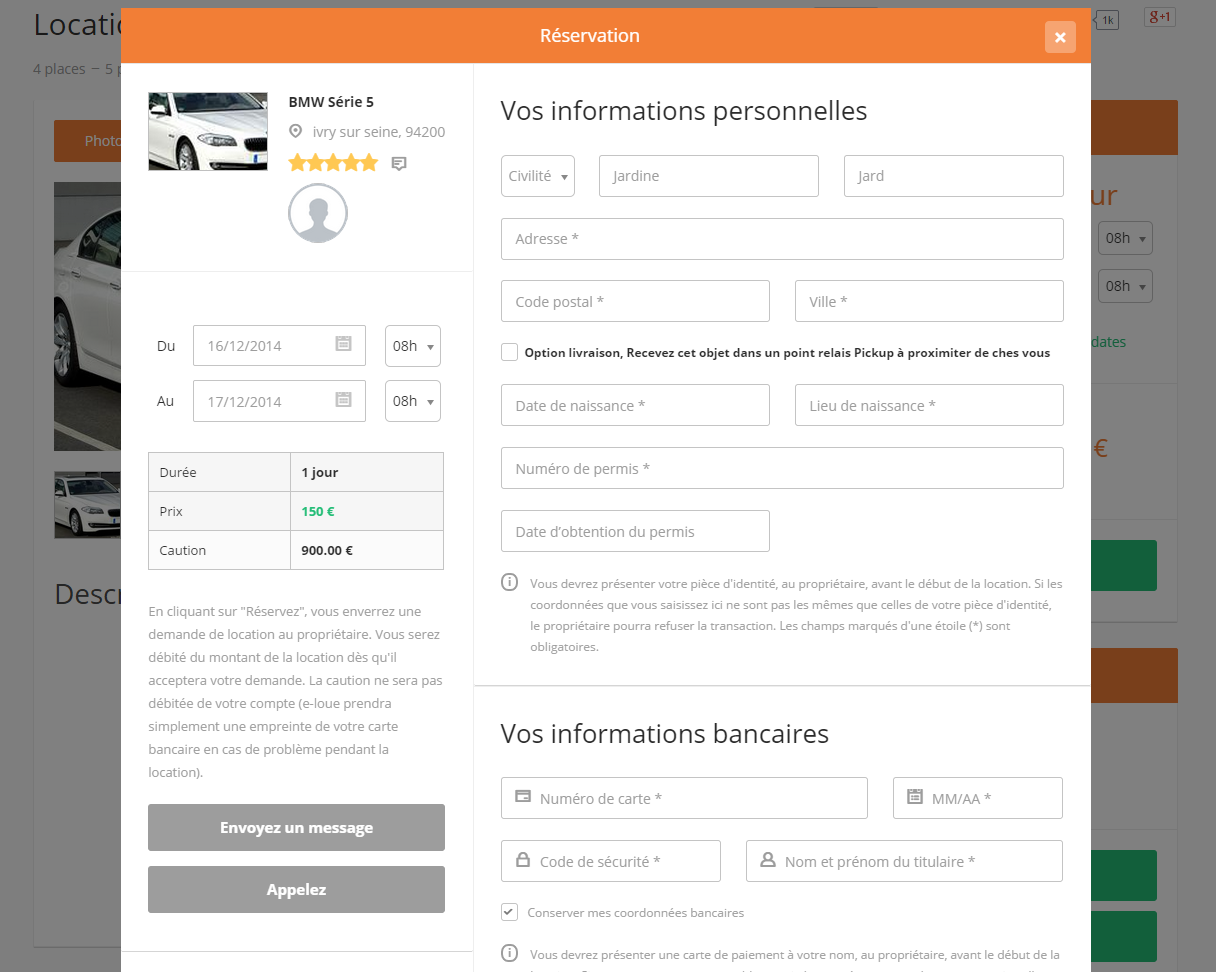 Locatio
1k
g+1
4 places – 5 p
Réservation
Photo
ur
08h
08h
dates
€
Descr
BMW Série 5
ivry sur seine, 94200
Du
16/12/2014
08h
Au
17/12/2014
08h
Durée
1 jour
Prix
150 €
Caution
900.00 €
En cliquant sur "Réservez", vous enverrez une
demande de location au propriétaire. Vous serez
débité du montant de la location dès qu'il
acceptera votre demande. La caution ne sera pas
débitée de votre compte (e-loue prendra
simplement une empreinte de votre carte
bancaire en cas de problème pendant la
location).
Envoyez un message
Appelez
Vos informations personnelles
Civilité
Jardine
Jard
Adresse *
Code postal *
Ville *
Option livraison, Recevez cet objet dans un point relais Pickup à proximiter de ches vous
Date de naissance *
Lieu de naissance *
Numéro de permis *
Date d’obtention du permis
Vous devrez présenter votre pièce d'identité, au propriétaire, avant le début de la location. Si les
coordonnées que vous saisissez ici ne sont pas les mêmes que celles de votre pièce d'identité,
le propriétaire pourra refuser la transaction. Les champs marqués d'une étoile (*) sont
obligatoires.
Vos informations bancaires
Numéro de carte *
MM/AA *
Code de sécurité *
Nom et prénom du titulaire *
Conserver mes coordonnées bancaires
Vous devrez présenter une carte de paiement à votre nom, au propriétaire, avant le début de la